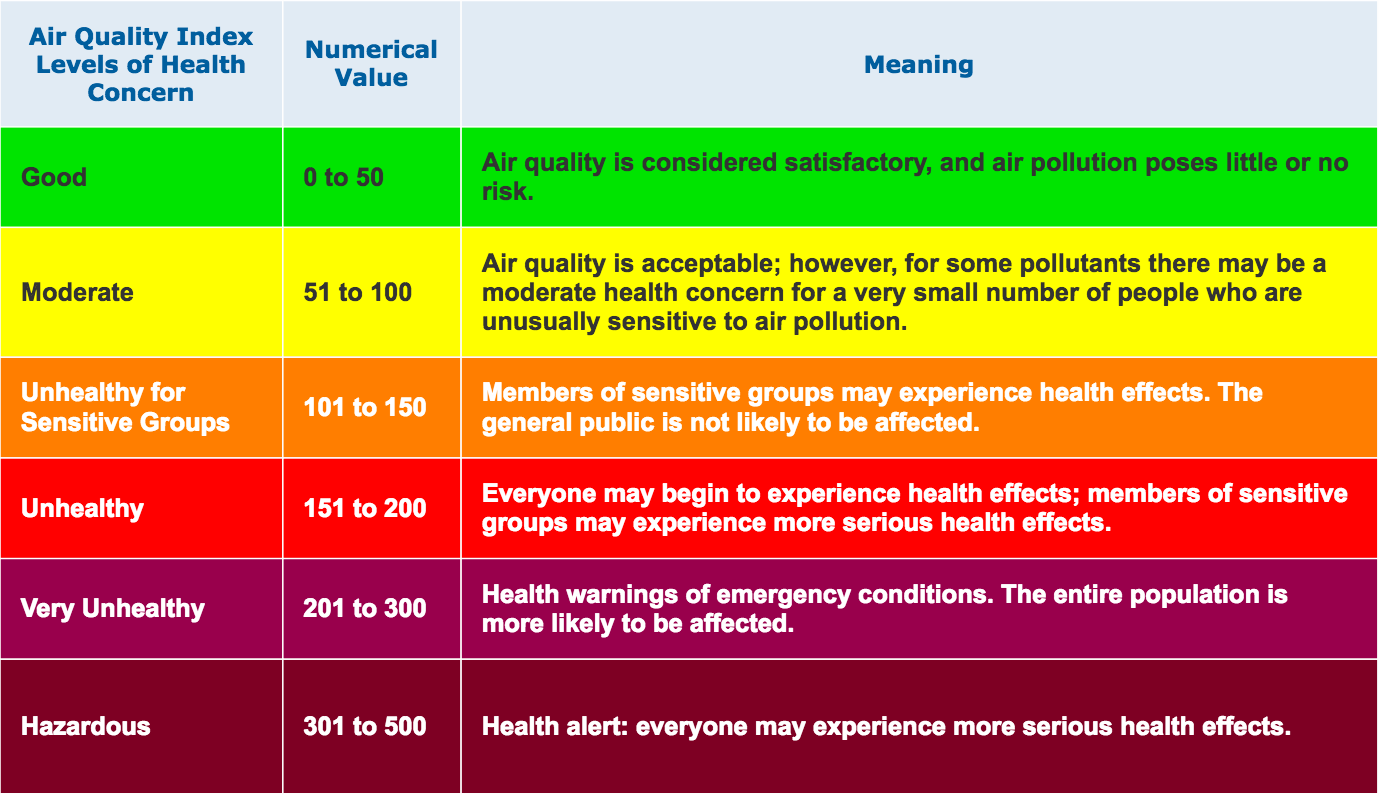 Air Quality Index
Levels of Health
Concern
Numerical
Value
Meaning
Good
0 to 50
Air quality is considered satisfactory, and air pollution poses little or no
risk.
Moderate
51 to 100
Air quality is acceptable; however, for some pollutants there may be a
moderate health concern for a very small number of people who are
unusually sensitive to air pollution.
Unhealthy for
Sensitive Groups
101 to 150
Members of sensitive groups may experience health effects. The
general public is not likely to be affected.
Unhealthy
151 to 200
Everyone may begin to experience health effects; members of sensitive
groups may experience more serious health effects.
Very Unhealthy
201 to 300
Health warnings of emergency conditions. The entire population is
more likely to be affected.
Hazardous
301 to 500
Health alert: everyone may experience more serious health effects.